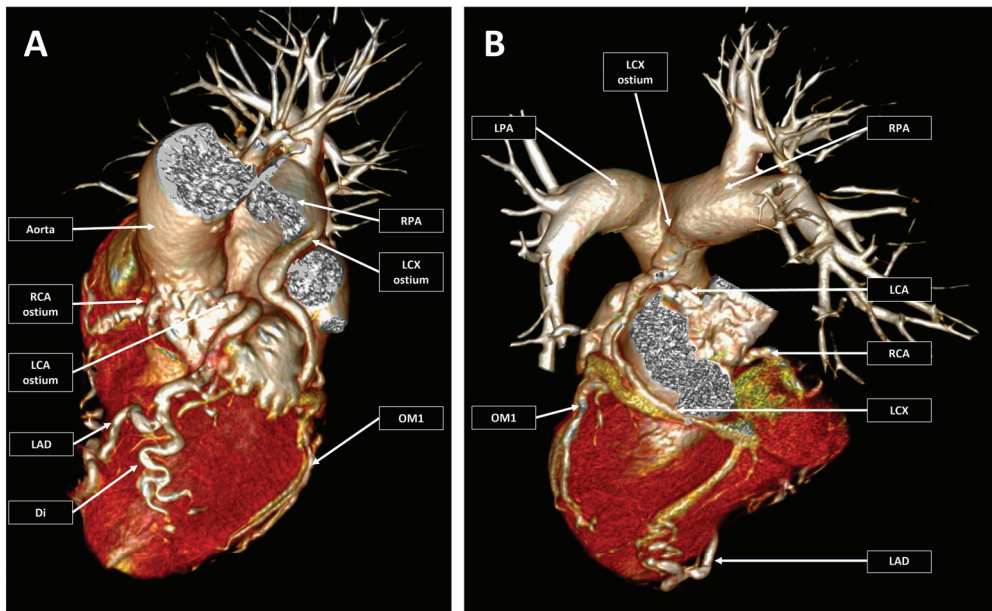 A
Aorta
RCA
ostium
LCA
ostium
LAD
Di
RPA
LCX
ostium
OM1
B
LCX
ostium
LPA
RPA
LCA
RCA
OM1
LCX
LAD